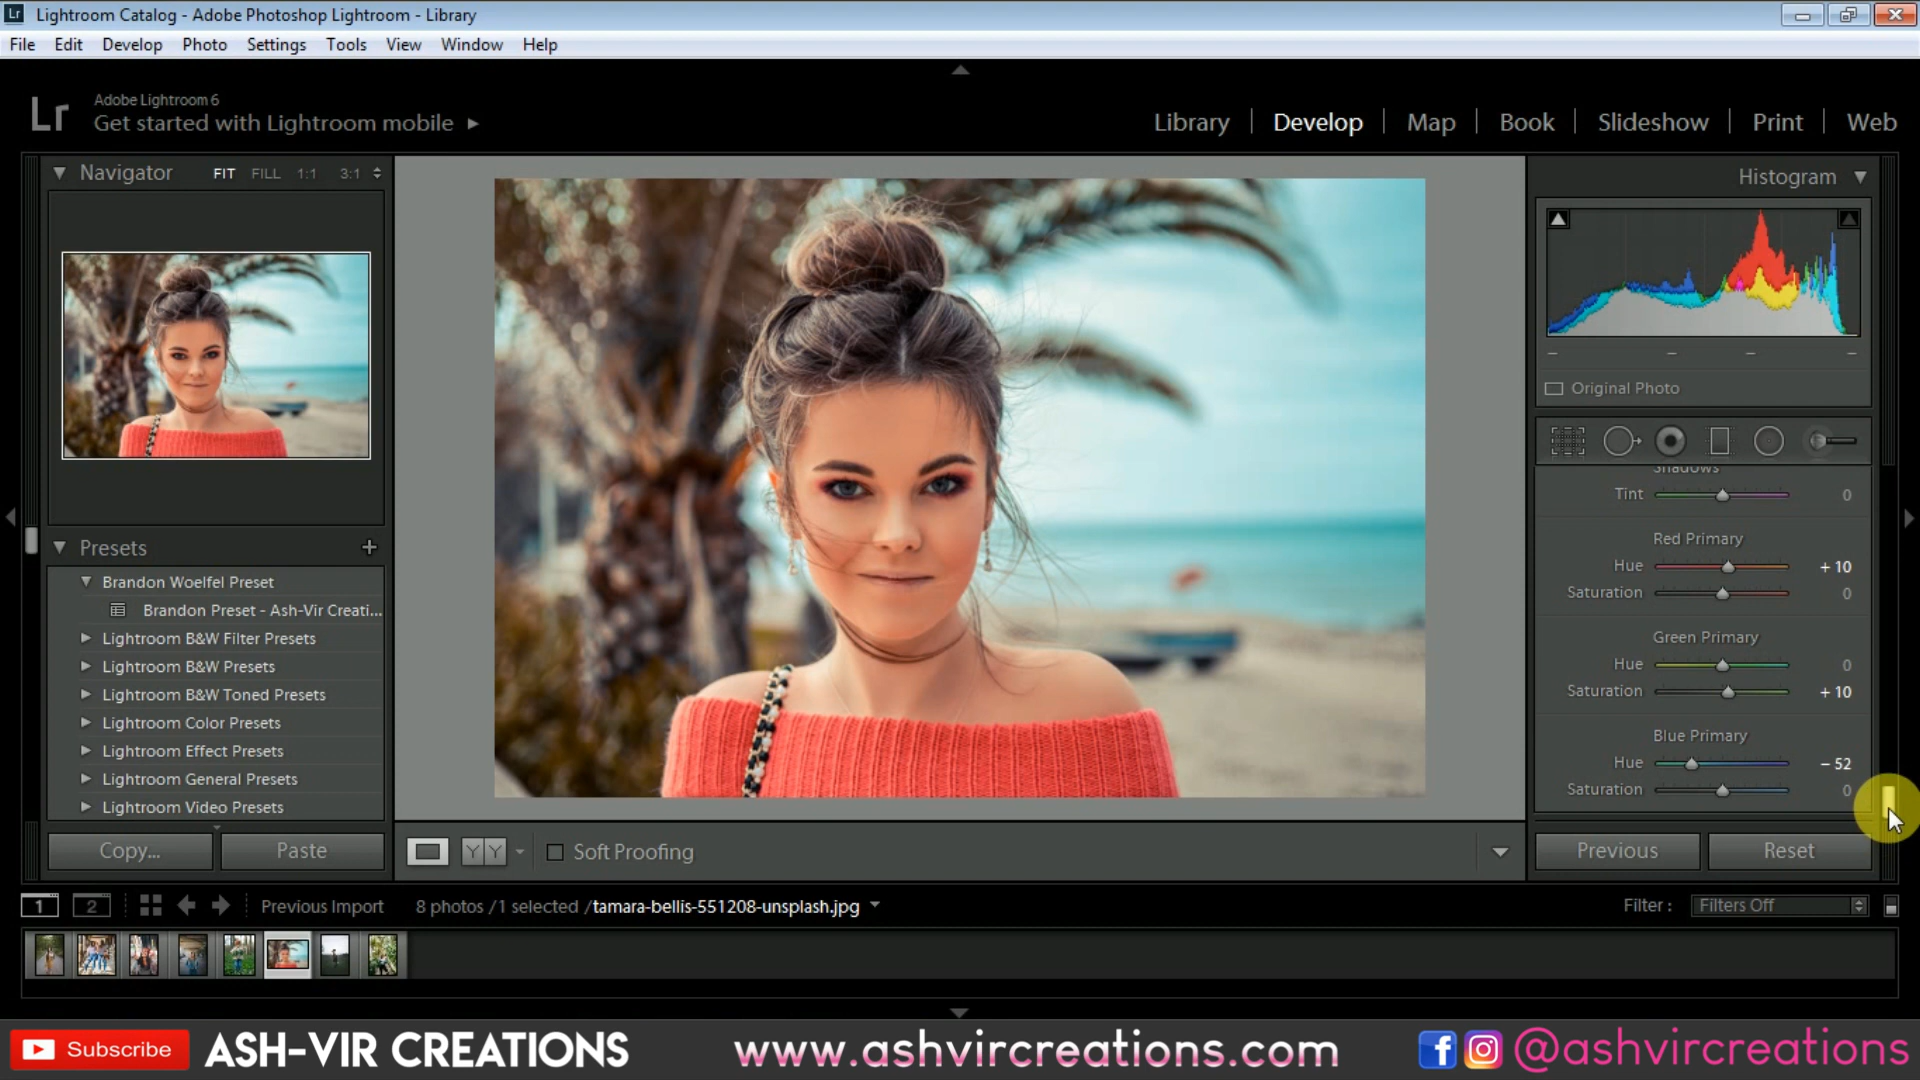 Lr Lightroom Catalog - Adobe Photoshop Lightroom - Library
File Edit Develop Photo Settings Tools View Window Help
Lr
Adobe Lightroom 6
Get started with Lightroom mobile
Library | Develop | Map | Book | Slideshow | Print | Web
Navigator FIT FILL 1:1 3:1
Histogram
Original Photo
Presets +
Brandon Woelfel Preset
Brandon Preset - Ash-Vir Creati...
Lightroom B&W Filter Presets
Lightroom B&W Presets
Lightroom B&W Toned Presets
Lightroom Color Presets
Lightroom Effect Presets
Lightroom General Presets
Lightroom Video Presets
Copy... Paste
Shadows
Tint 0
Red Primary
Hue + 10
Saturation 0
Green Primary
Hue 0
Saturation + 10
Blue Primary
Hue - 52
Saturation 0
YY Soft Proofing
Previous Reset
1 2 Previous Import 8 photos /1 selected /tamara-bellis-551208-unsplash.jpg
Filter : Filters Off
Subscribe ASH-VIR CREATIONS www.ashvircreations.com @ashvircreations